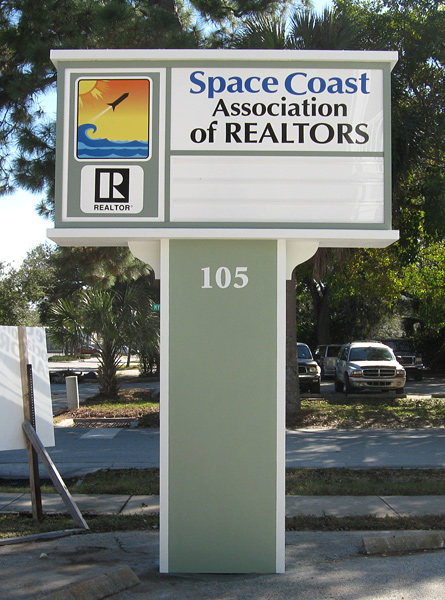 Space Coast
Association
of REALTORS
R
REALTOR®
105